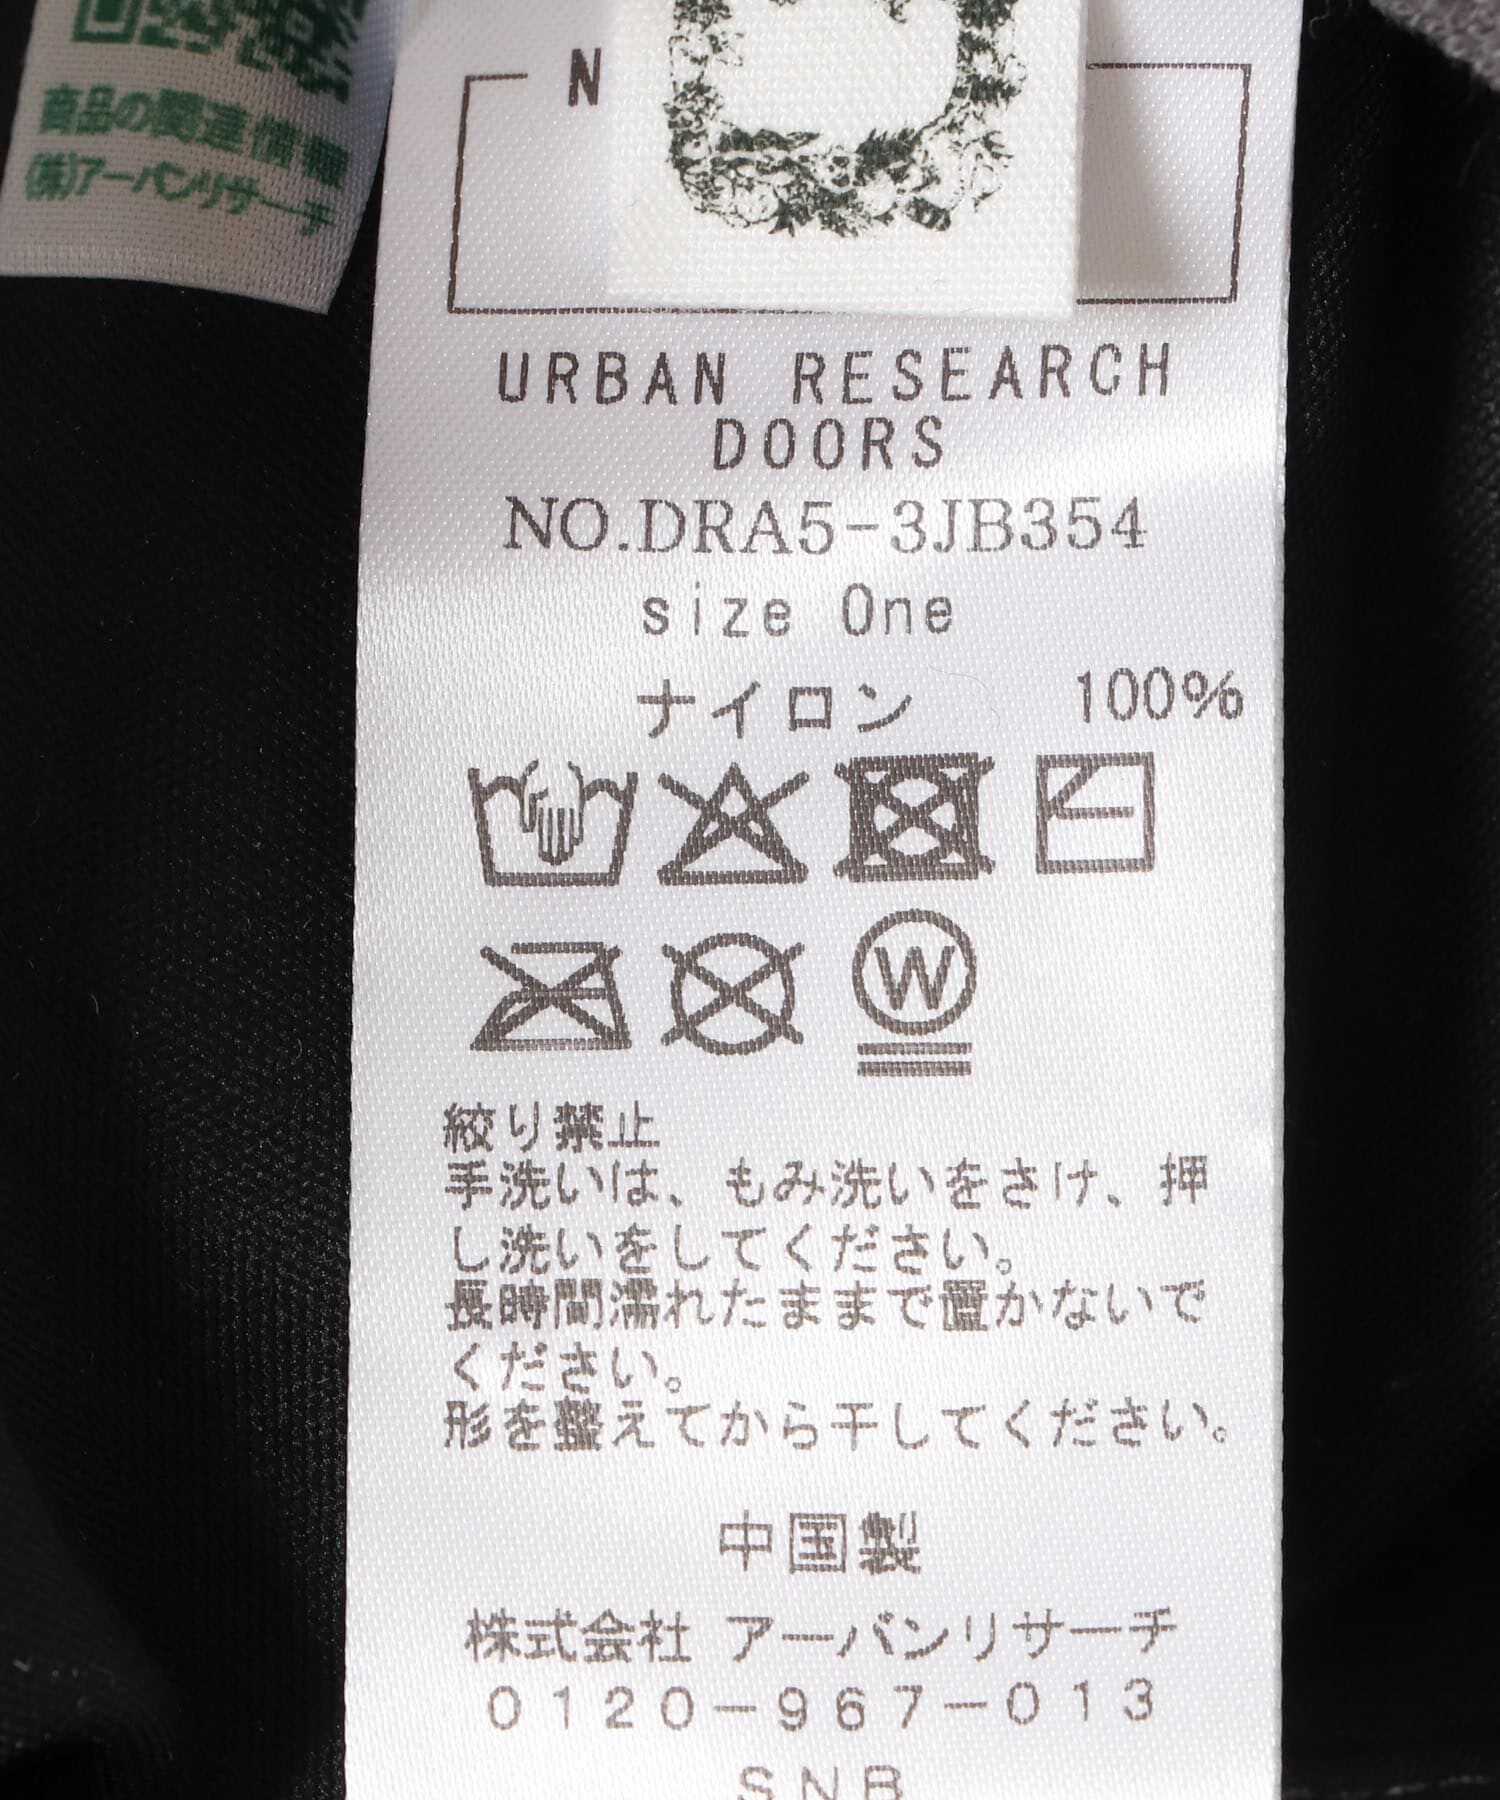 商品の関連情報
(株)アーバンリサーチ
N
URBAN RESEARCH
DOORS
NO.DRA5-3JB354
size One
ナイロン 100%
W
絞り禁止
手洗いは、もみ洗いをさけ、押
し洗いをしてください。
長時間濡れたままで置かないで
ください。
形を整えてから干してください。
中国製
株式会社 アーバンリサーチ
0120-967-013
SNB